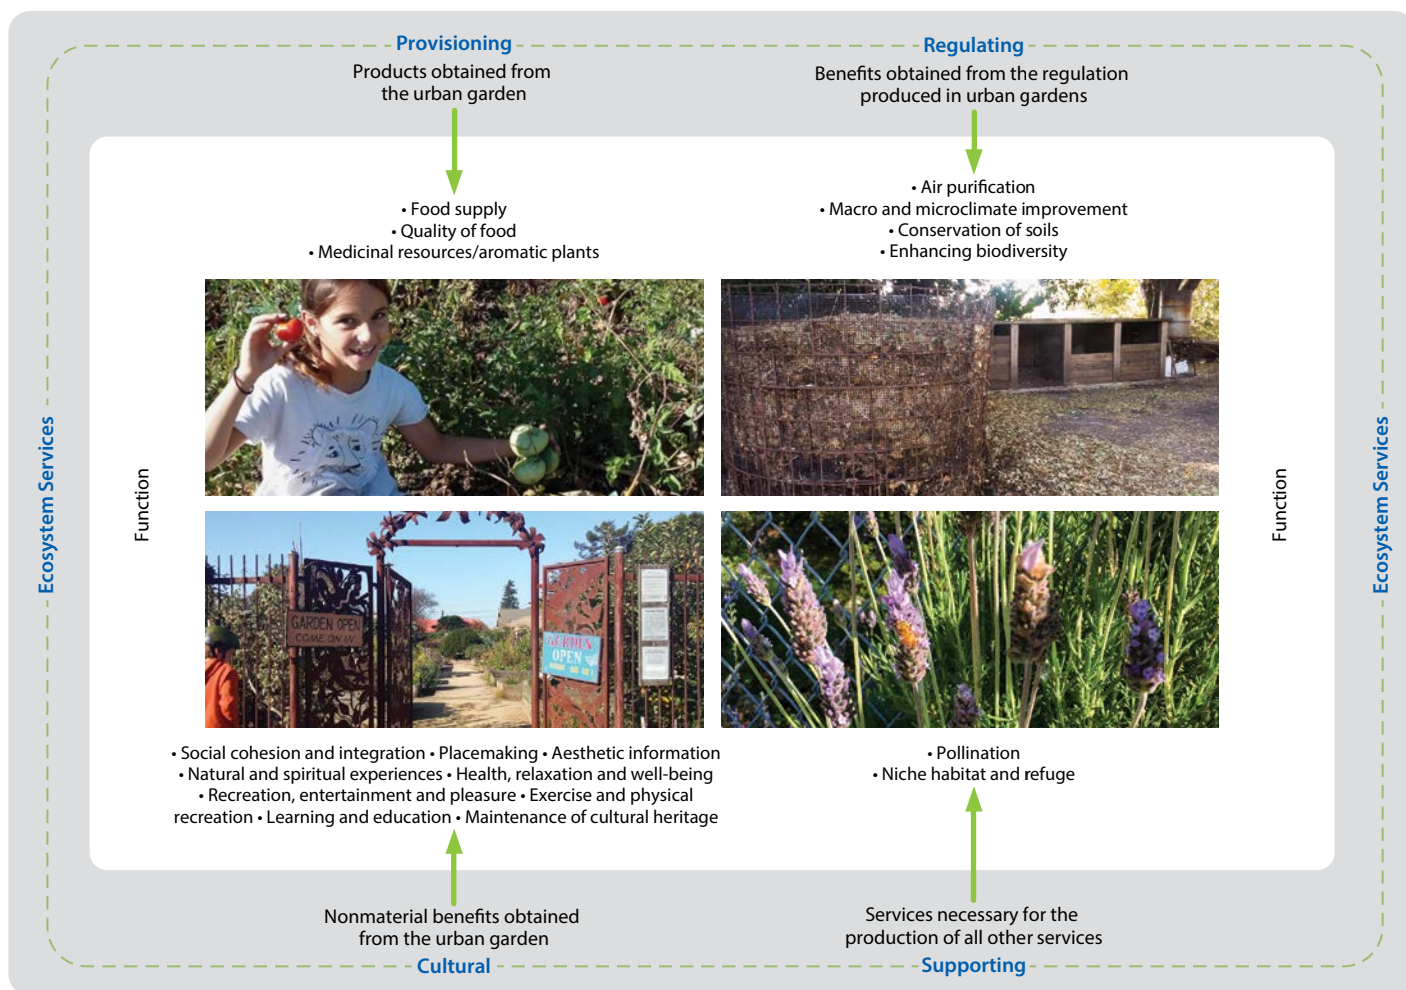 Provisioning
Products obtained from
the urban garden
• Food supply
• Quality of food
• Medicinal resources/aromatic plants
Regulating
Benefits obtained from the regulation
produced in urban gardens
• Air purification
• Macro and microclimate improvement
• Conservation of soils
• Enhancing biodiversity
Ecosystem Services
Function
Function
Ecosystem Services
GARDEN OPEN
COME ON IN
GARDEN
OPEN
• Social cohesion and integration • Placemaking • Aesthetic information
• Natural and spiritual experiences • Health, relaxation and well-being
• Recreation, entertainment and pleasure • Exercise and physical
recreation • Learning and education • Maintenance of cultural heritage
Nonmaterial benefits obtained
from the urban garden
Cultural
• Pollination
• Niche habitat and refuge
Services necessary for the
production of all other services
Supporting